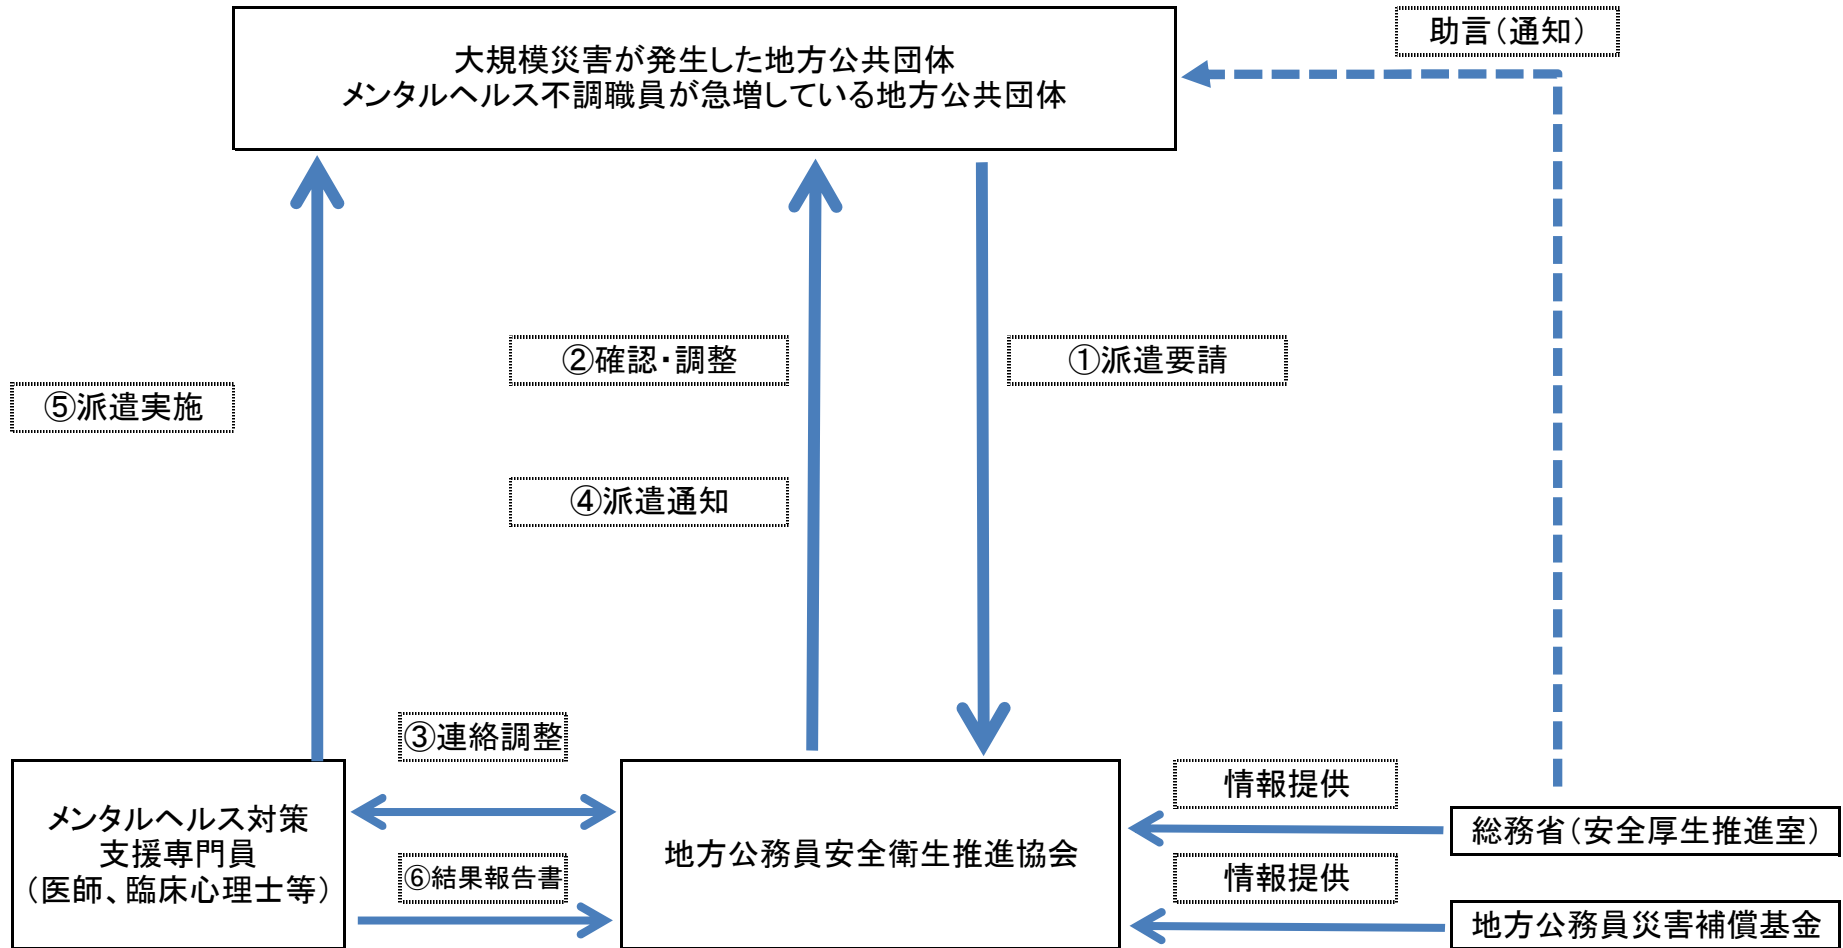 助言（通知）
大規模災害が発生した地方公共団体
メンタルヘルス不調職員が急増している地方公共団体
②確認・調整
①派遣要請
⑤派遣実施
④派遣通知
③連絡調整
情報提供
メンタルヘルス対策
支援専門員
（医師、臨床心理士等）
地方公務員安全衛生推進協会
総務省（安全厚生推進室）
⑥結果報告書
情報提供
地方公務員災害補償基金